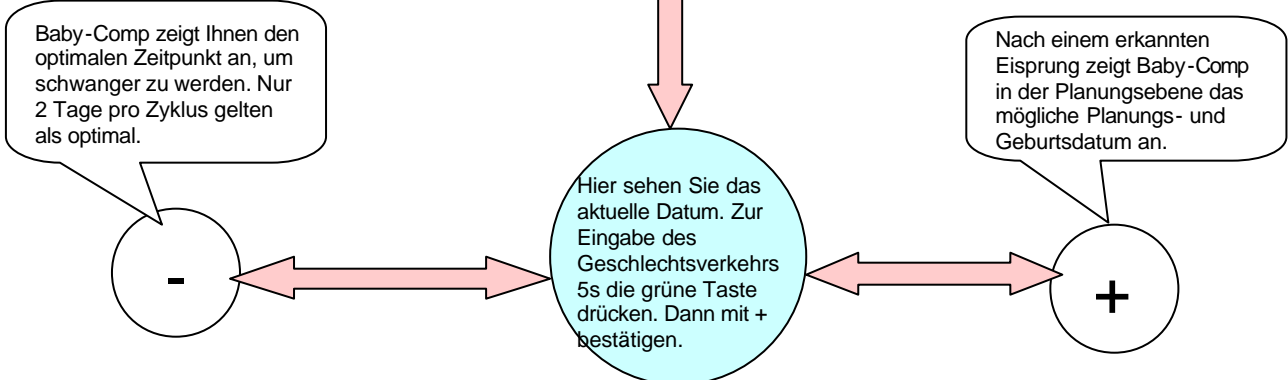 Baby-Comp zeigt Ihnen den
optimalen Zeitpunkt an, um
schwanger zu werden. Nur
2 Tage pro Zyklus gelten
als optimal.
Nach einem erkannten
Eisprung zeigt Baby-Comp
in der Planungsebene das
mögliche Planungs- und
Geburtsdatum an.
Hier sehen Sie das
aktuelle Datum. Zur
Eingabe des
Geschlechtsverkehrs
5s die grüne Taste
drücken. Dann mit +
bestätigen.
-
+